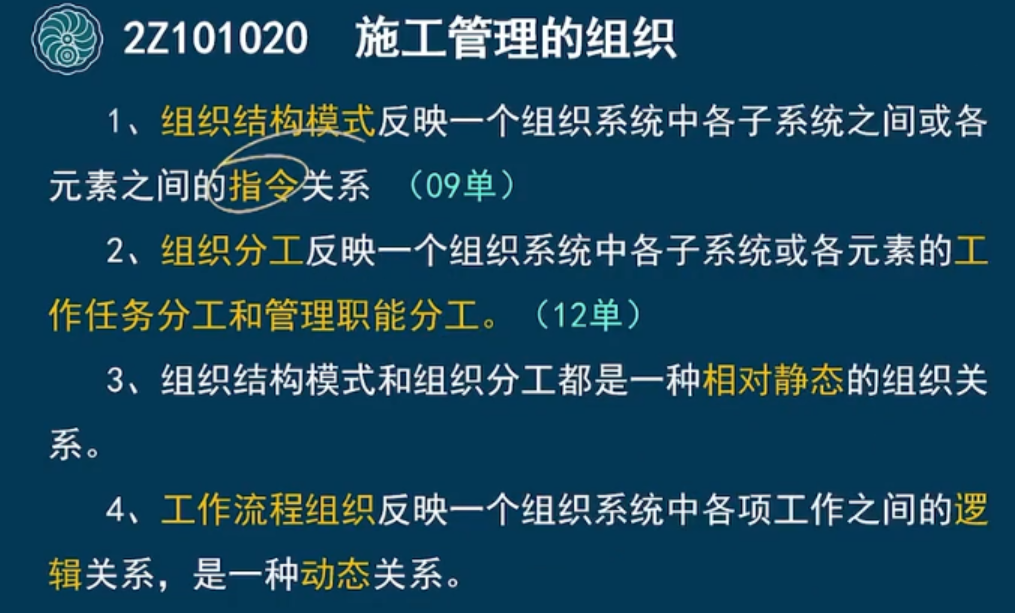 2Z101020 施工管理的组织
1、组织结构模式反映一个组织系统中各子系统之间或各
元素之间的指令关系 （09单）
2、组织分工反映一个组织系统中各子系统或各元素的工
作任务分工和管理职能分工。（12单）
3、组织结构模式和组织分工都是一种相对静态的组织关
系。
4、工作流程组织反映一个组织系统中各项工作之间的逻
辑关系，是一种动态关系。